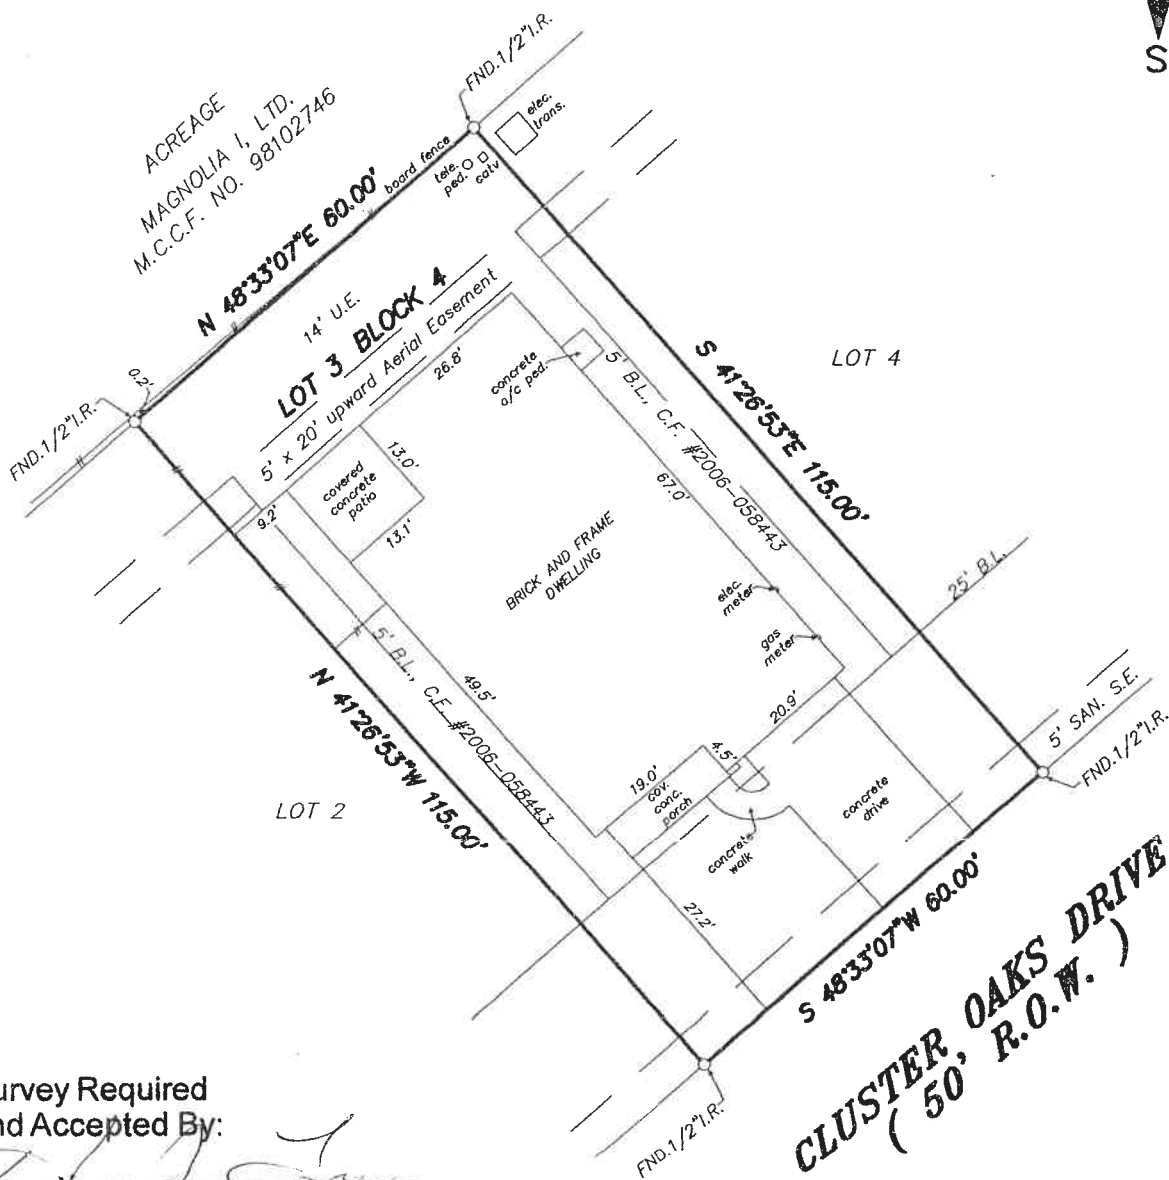 S
FND.1/2"I.R.
elec.
trans.
ACREAGE
MAGNOLIA I, LTD.
M.C.C.F. NO. 98102746
board fence
tele.
ped.
catv
N 48°33'07"E 60.00'
14' U.E.
LOT 3 BLOCK 4
5' x 20' upward Aerial Easement
26.8'
0.2'
FND.1/2"I.R.
concrete
a/c ped.
5' B.L., C.F. #2006-058443
S 41°26'53"E 115.00'
LOT 4
13.0'
covered
concrete
patio
13.1'
9.2'
67.0'
BRICK AND FRAME
DWELLING
elec.
meter
gas
meter
25' B.L.
5' B.L., C.F. #2006-058443
49.5'
N 41°26'53"W 115.00'
LOT 2
20.9'
4.5'
19.0'
cov.
conc.
porch
5' SAN. S.E.
FND.1/2"I.R.
concrete
drive
concrete
walk
27.2'
S 48°33'07"W 60.00'
CLUSTER OAKS DRIVE
( 50' R.O.W. )
FND.1/2"I.R.
urvey Required
nd Accepted By: